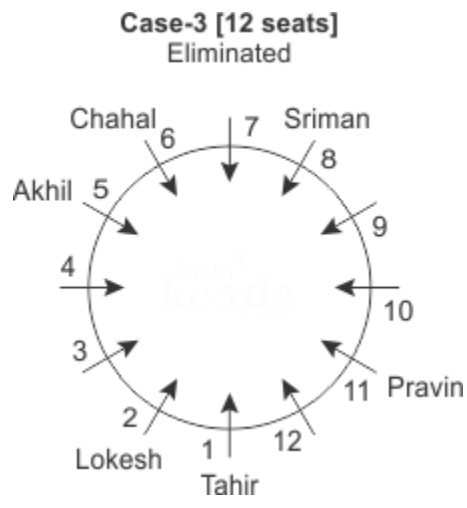 Case-3 [12 seats]
Eliminated
Chahal 6 7 Sriman
8
Akhil 5
9
4
10
3
11 Pravin
2
12
1
Lokesh
Tahir